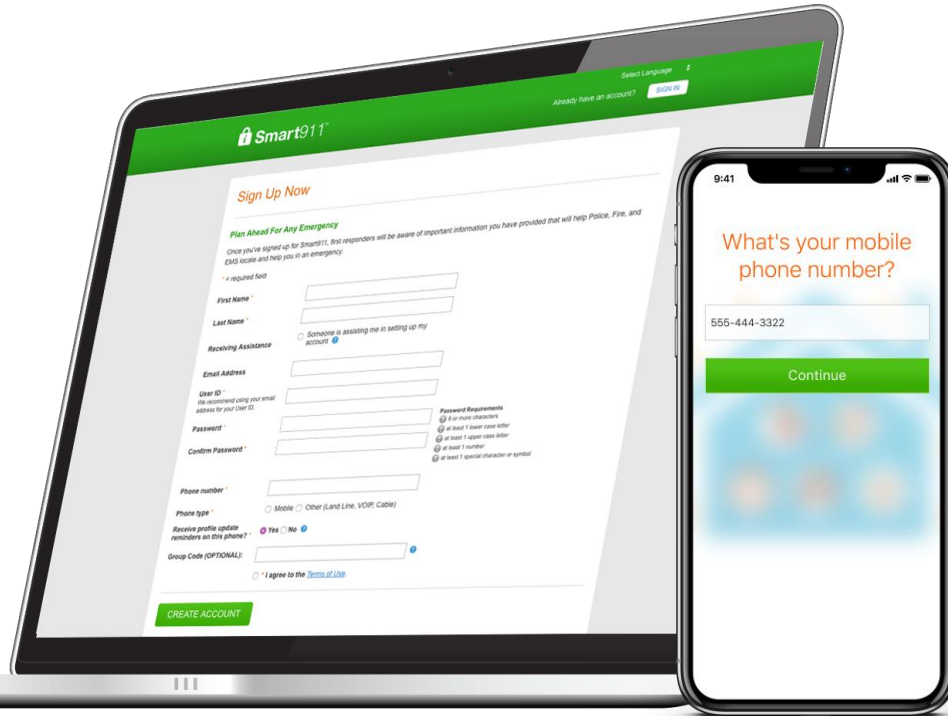 Select Language
Already have an account? SIGN IN
Smart911™
Sign Up Now
Plan Ahead For Any Emergency
Once you've signed up for Smart911, first responders will be aware of important information you have provided that will help Police, Fire, and
EMS locate and help you in an emergency.
* = required field
First Name *
Last Name *
Receiving Assistance
Someone is assisting me in setting up my
account ?
Email Address
User ID *
We recommend using your email
address for your User ID.
Password *
Confirm Password *
Password Requirements
? 8 or more characters
? at least 1 lower case letter
? at least 1 upper case letter
? at least 1 number
? at least 1 special character or symbol
Phone number *
Phone type *
Mobile Other (Land Line, VOIP, Cable)
Receive profile update
reminders on this phone? *
Yes No ?
Group Code (OPTIONAL):
?
* I agree to the Terms of Use.
CREATE ACCOUNT
9:41
What's your mobile
phone number?
555-444-3322
Continue